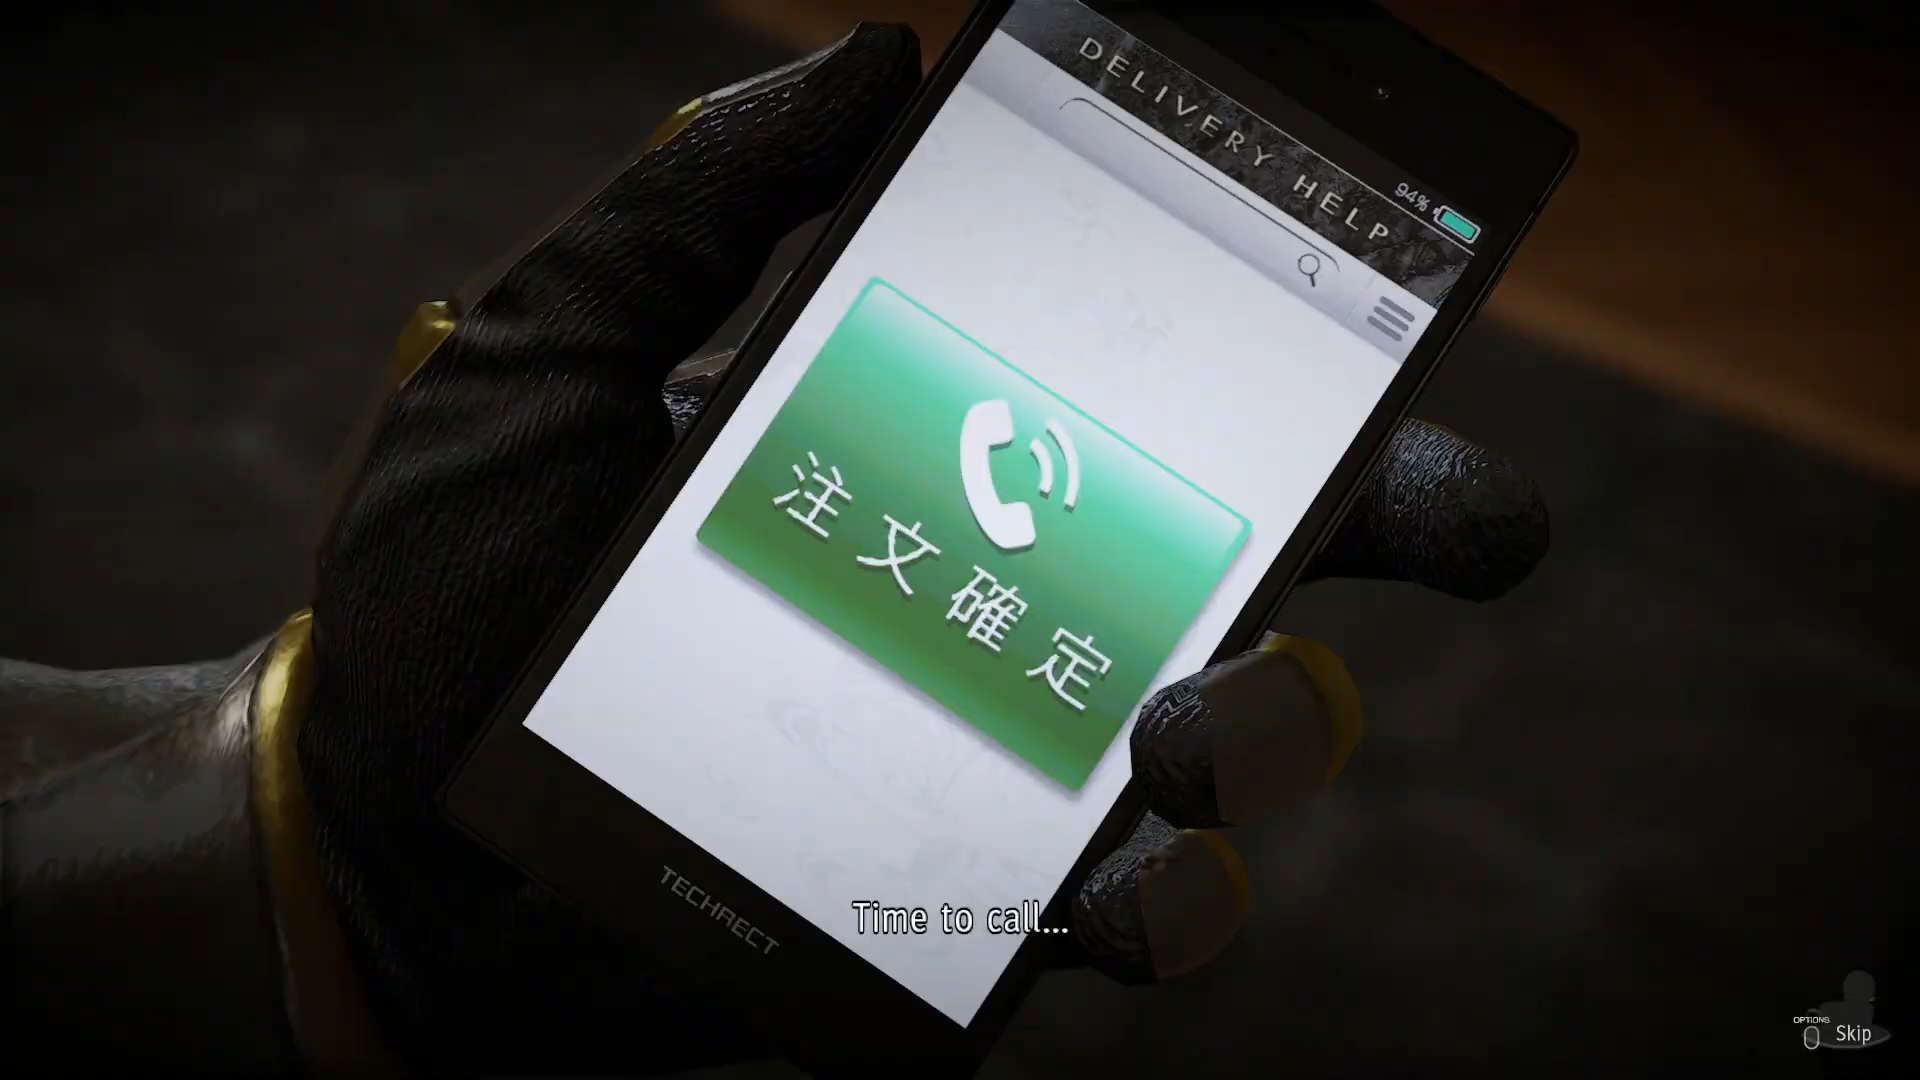 DELIVERY HELP
94%
注文確定
TECHRECT
Time to call...
OPTIONS
Skip